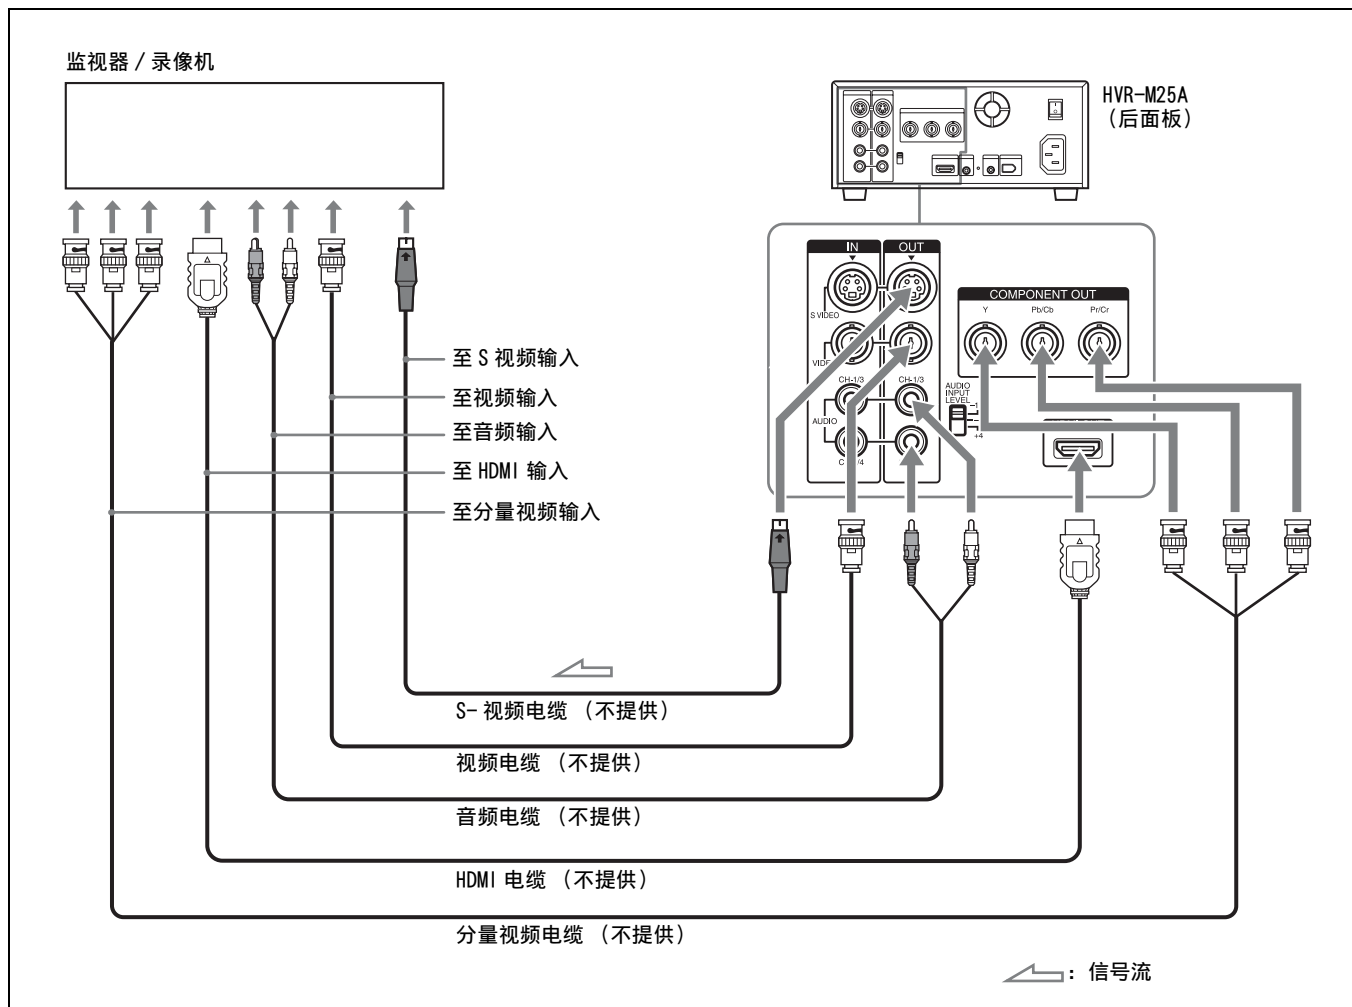 监视器 / 录像机
HVR-M25A
（后面板）
IN
OUT
S VIDEO
COMPONENT OUT
Y
Pb/Cb
Pr/Cr
CH-1/3
CH-1/3
AUDIO
INPUT
LEVEL
AUDIO
+4
至 S 视频输入
至视频输入
至音频输入
至 HDMI 输入
至分量视频输入
S- 视频电缆 （不提供）
视频电缆 （不提供）
音频电缆 （不提供）
HDMI 电缆 （不提供）
分量视频电缆 （不提供）
：信号流